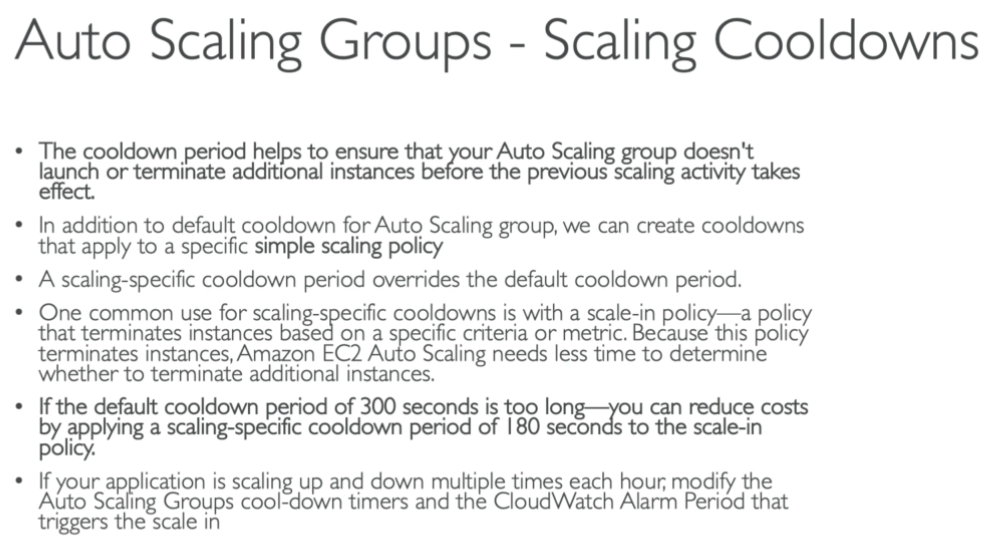 Auto Scaling Groups - Scaling Cooldowns
• The cooldown period helps to ensure that your Auto Scaling group doesn't
launch or terminate additional instances before the previous scaling activity takes
effect.
• In addition to default cooldown for Auto Scaling group, we can create cooldowns
that apply to a specific simple scaling policy
• A scaling-specific cooldown period overrides the default cooldown period.
• One common use for scaling-specific cooldowns is with a scale-in policy—a policy
that terminates instances based on a specific criteria or metric. Because this policy
terminates instances, Amazon EC2 Auto Scaling needs less time to determine
whether to terminate additional instances.
• If the default cooldown period of 300 seconds is too long—you can reduce costs
by applying a scaling-specific cooldown period of 180 seconds to the scale-in
policy.
• If your application is scaling up and down multiple times each hour, modify the
Auto Scaling Groups cool-down timers and the CloudWatch Alarm Period that
triggers the scale in